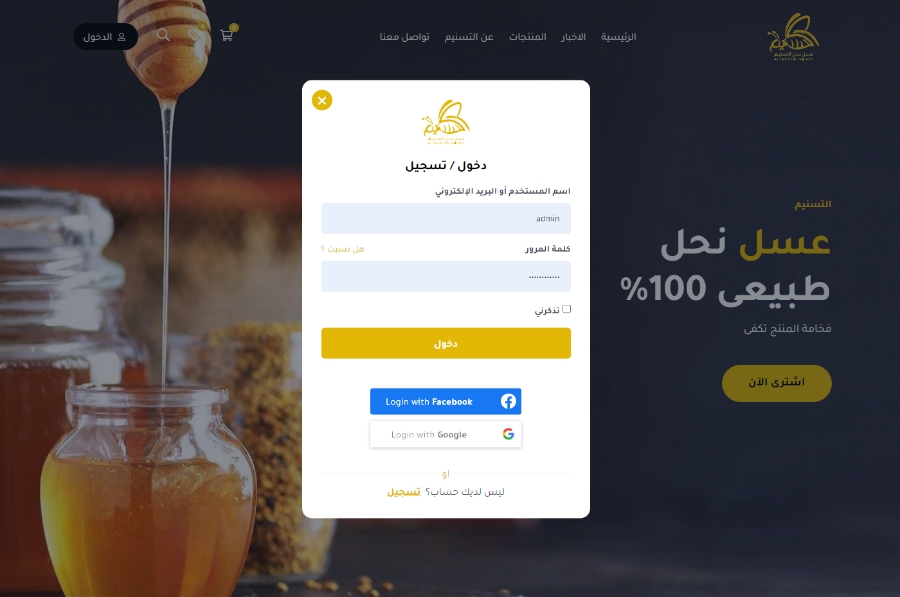 الرئيسية الاخبار المنتجات عن التسنيم تواصل معنا
الدخول
دخول / تسجيل
اسم المستخدم أو البريد الإلكتروني
admin
كلمة المرور هل نسيت ؟
............
تذكرني
دخول
Login with Facebook
Login with Google
او
ليس لديك حساب؟ تسجيل
التسنيم
عسل نحل
طبيعى 100%
فخامة المنتج تكفى
اشترى الآن